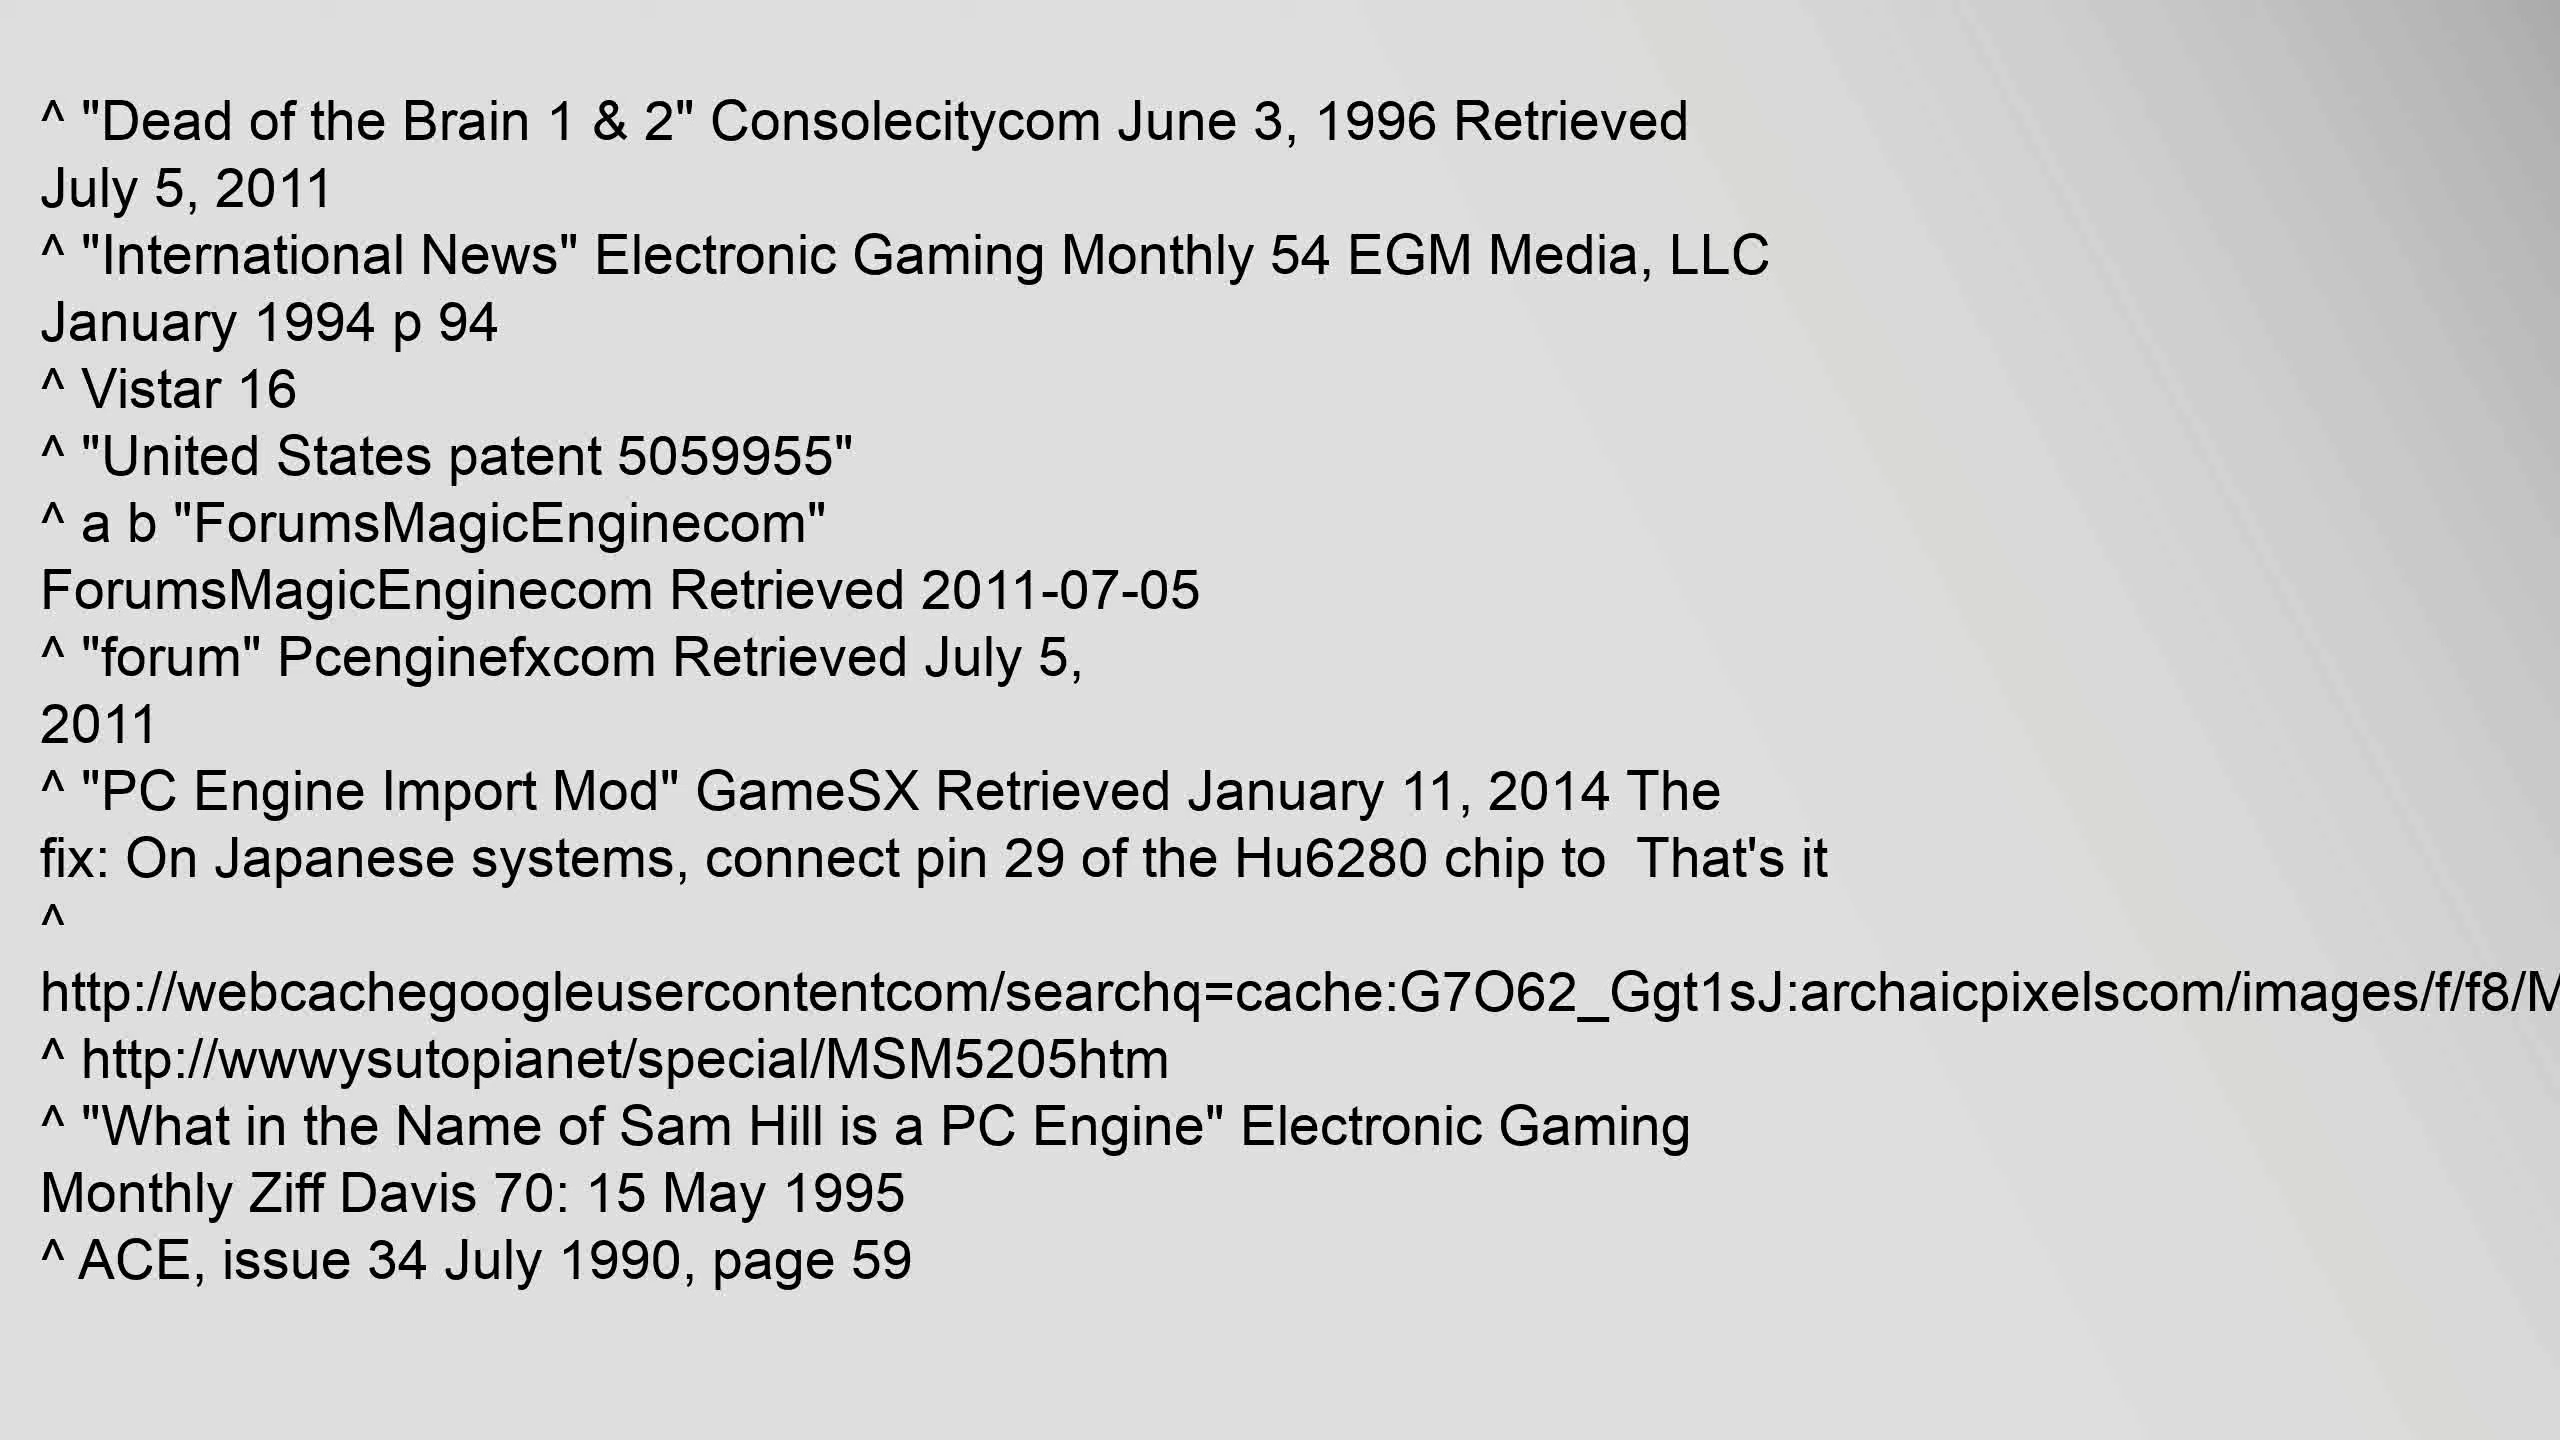 ^ "Dead of the Brain 1 & 2" Consolecitycom June 3, 1996 Retrieved
July 5, 2011
^ "International News" Electronic Gaming Monthly 54 EGM Media, LLC
January 1994 p 94
^ Vistar 16
^ "United States patent 5059955"
^ a b "ForumsMagicEnginecom"
ForumsMagicEnginecom Retrieved 2011-07-05
^ "forum" Pcenginefxcom Retrieved July 5,
2011
^ "PC Engine Import Mod" GameSX Retrieved January 11, 2014 The
fix: On Japanese systems, connect pin 29 of the Hu6280 chip to  That's it
^
http://webcachegoogleusercontentcom/searchq=cache:G7O62_Ggt1sJ:archaicpixelscom/images/f/f8/M
^ http://wwwysutopianet/special/MSM5205htm
^ "What in the Name of Sam Hill is a PC Engine" Electronic Gaming
Monthly Ziff Davis 70: 15 May 1995
^ ACE, issue 34 July 1990, page 59